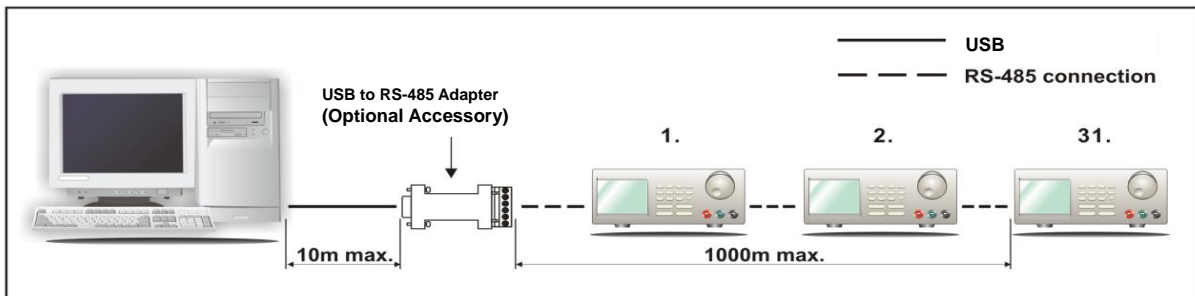 USB
RS-485 connection
USB to RS-485 Adapter
(Optional Accessory)
1.
2.
31.
10m max.
1000m max.